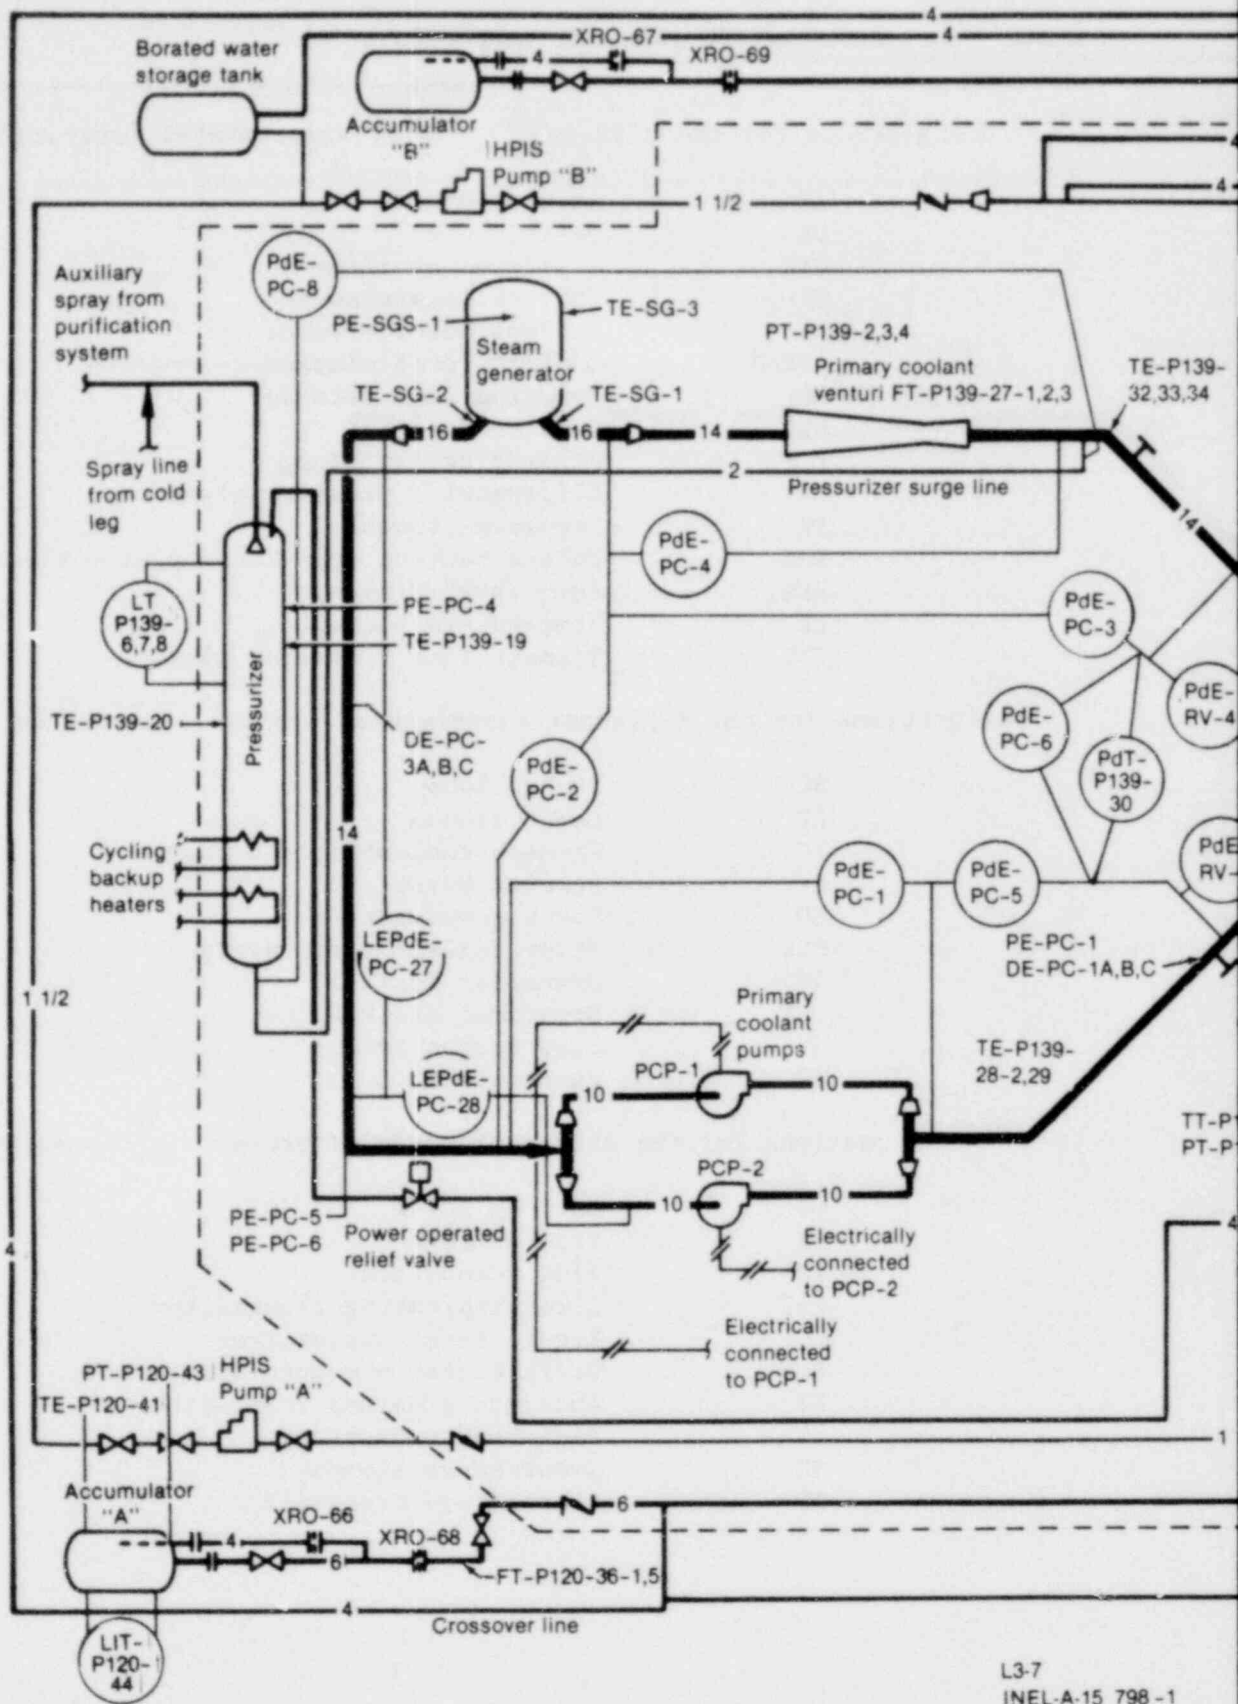 4
XRO-67
4
Borated water
storage tank
4
XRO-69
Accumulator
"B"
HPIS
Pump "B"
4
4
1 1/2
PdE-
PC-8
Auxiliary
spray from
purification
system
PE-SGS-1
TE-SG-3
Steam
generator
PT-P139-2,3,4
Primary coolant
venturi FT-P139-27-1,2,3
TE-P139-
32,33,34
TE-SG-2
TE-SG-1
16
16
14
Spray line
from cold
leg
2
Pressurizer surge line
14
PdE-
PC-4
LT
P139-
6,7,8
PE-PC-4
TE-P139-19
PdE-
PC-3
Pressurizer
TE-P139-20
PdE-
RV-4
DE-PC-
3A,B,C
PdE-
PC-6
PdE-
PC-2
PdT-
P139-
30
14
Cycling
backup
heaters
PdE-
PC-1
PdE-
PC-5
PdE
RV-
LEPdE-
PC-27
PE-PC-1
DE-PC-1A,B,C
1 1/2
Primary
coolant
pumps
TE-P139-
28-2,29
LEPdE-
PC-28
PCP-1
10
10
TT-P1
PT-P1
PCP-2
10
10
PE-PC-5
PE-PC-6
Power operated
relief valve
4
4
Electrically
connected
to PCP-2
Electrically
connected
to PCP-1
PT-P120-43
HPIS
Pump "A"
TE-P120-41
1
Accumulator
"A"
XRO-66
6
4
XRO-68
6
FT-P120-36-1,5
4
Crossover line
LIT-
P120-
44
L3-7
INEL-A-15 798-1